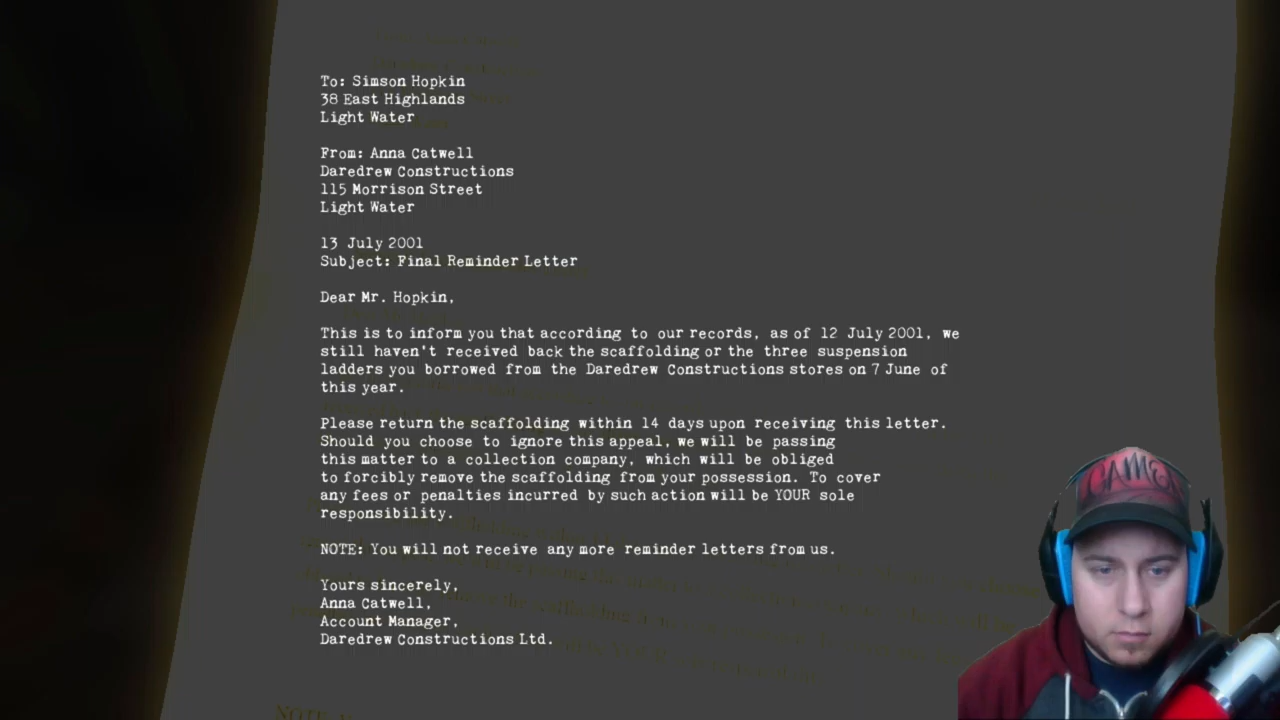 To: Simson Hopkin
38 East Highlands
Light Water
From: Anna Catwell
Daredrew Constructions
115 Morrison Street
Light Water
13 July 2001
Subject: Final Reminder Letter
Dear Mr. Hopkin,
This is to inform you that according to our records, as of 12 July 2001, we
still haven't received back the scaffolding or the three suspension
ladders you borrowed from the Daredrew Constructions stores on 7 June of
this year.
Please return the scaffolding within 14 days upon receiving this letter.
Should you choose to ignore this appeal, we will be passing
this matter to a collection company, which will be obliged
to forcibly remove the scaffolding from your possession. To cover
any fees or penalties incurred by such action will be YOUR sole
responsibility.
NOTE: You will not receive any more reminder letters from us.
Yours sincerely,
Anna Catwell,
Account Manager,
Daredrew Constructions Ltd.
NOTE